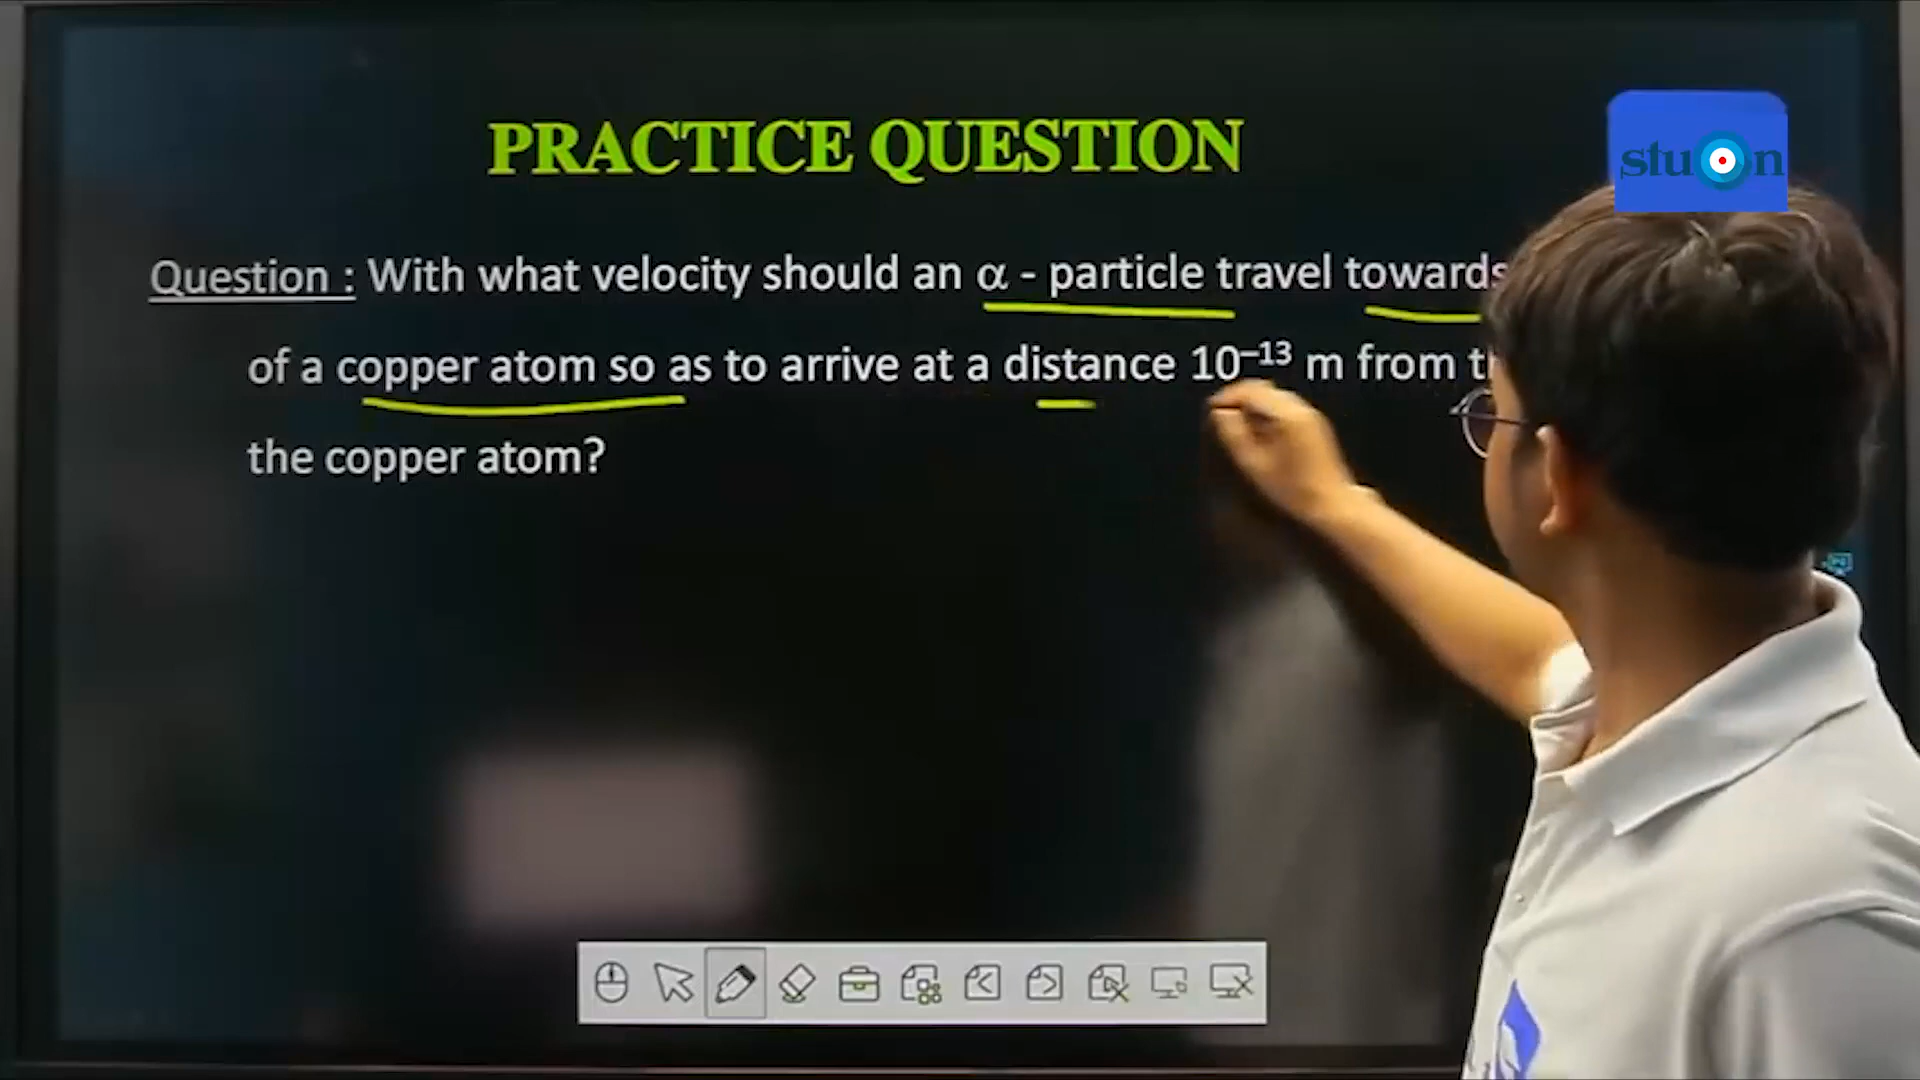 stuOn
PRACTICE QUESTION
Question : With what velocity should an α - particle travel towards
of a copper atom so as to arrive at a distance 10⁻¹³ m from
the copper atom?